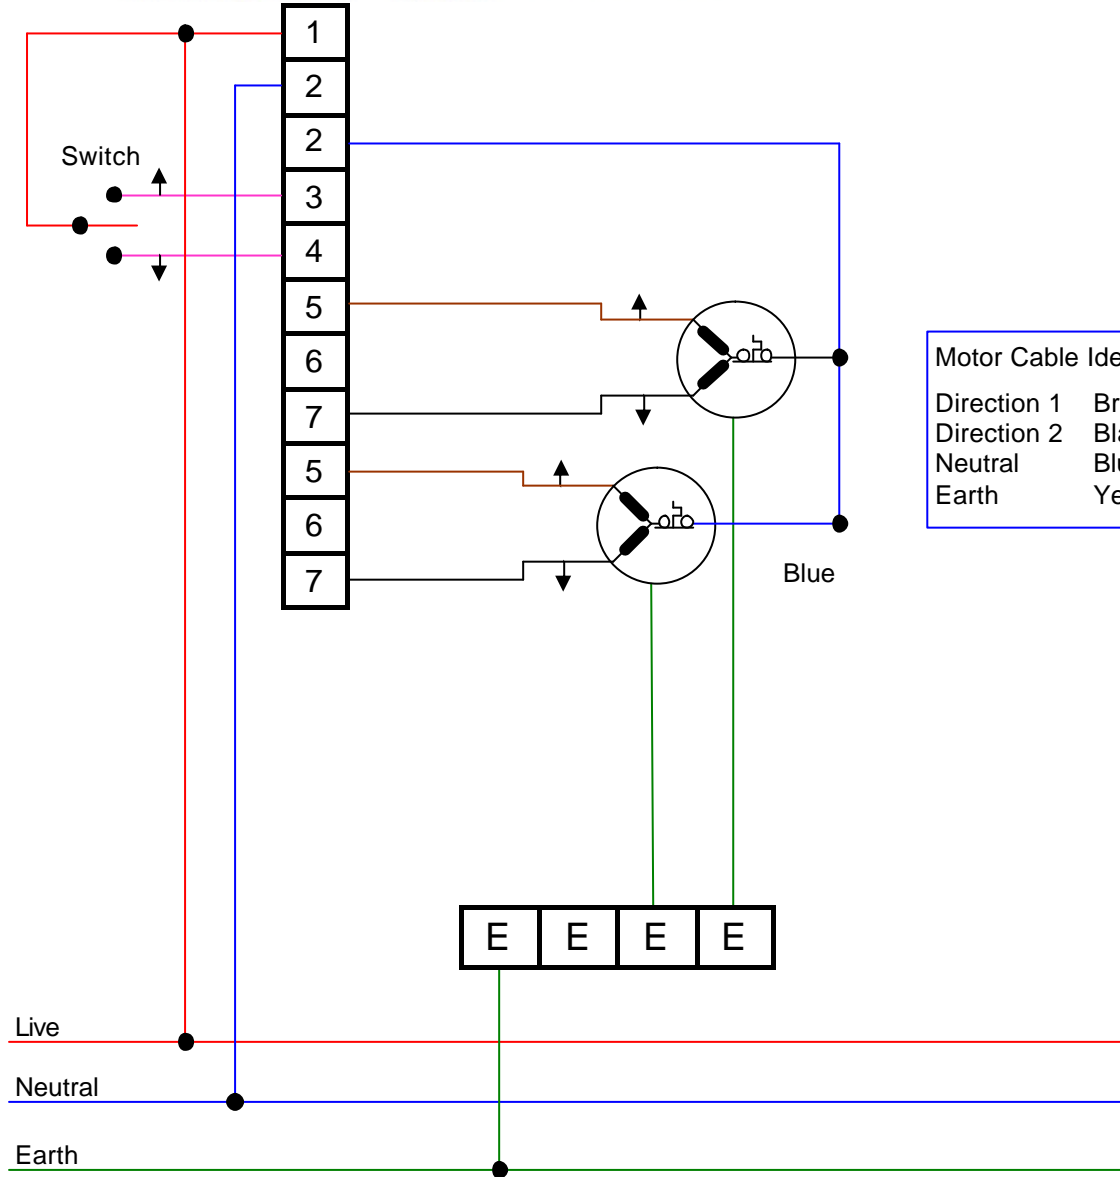 1
2
2
Switch
3
4
5
6
7
5
6
7
Motor Cable
Direction 1
Direction 2
Neutral
Earth
Blue
E E E E
Live
Neutral
Earth